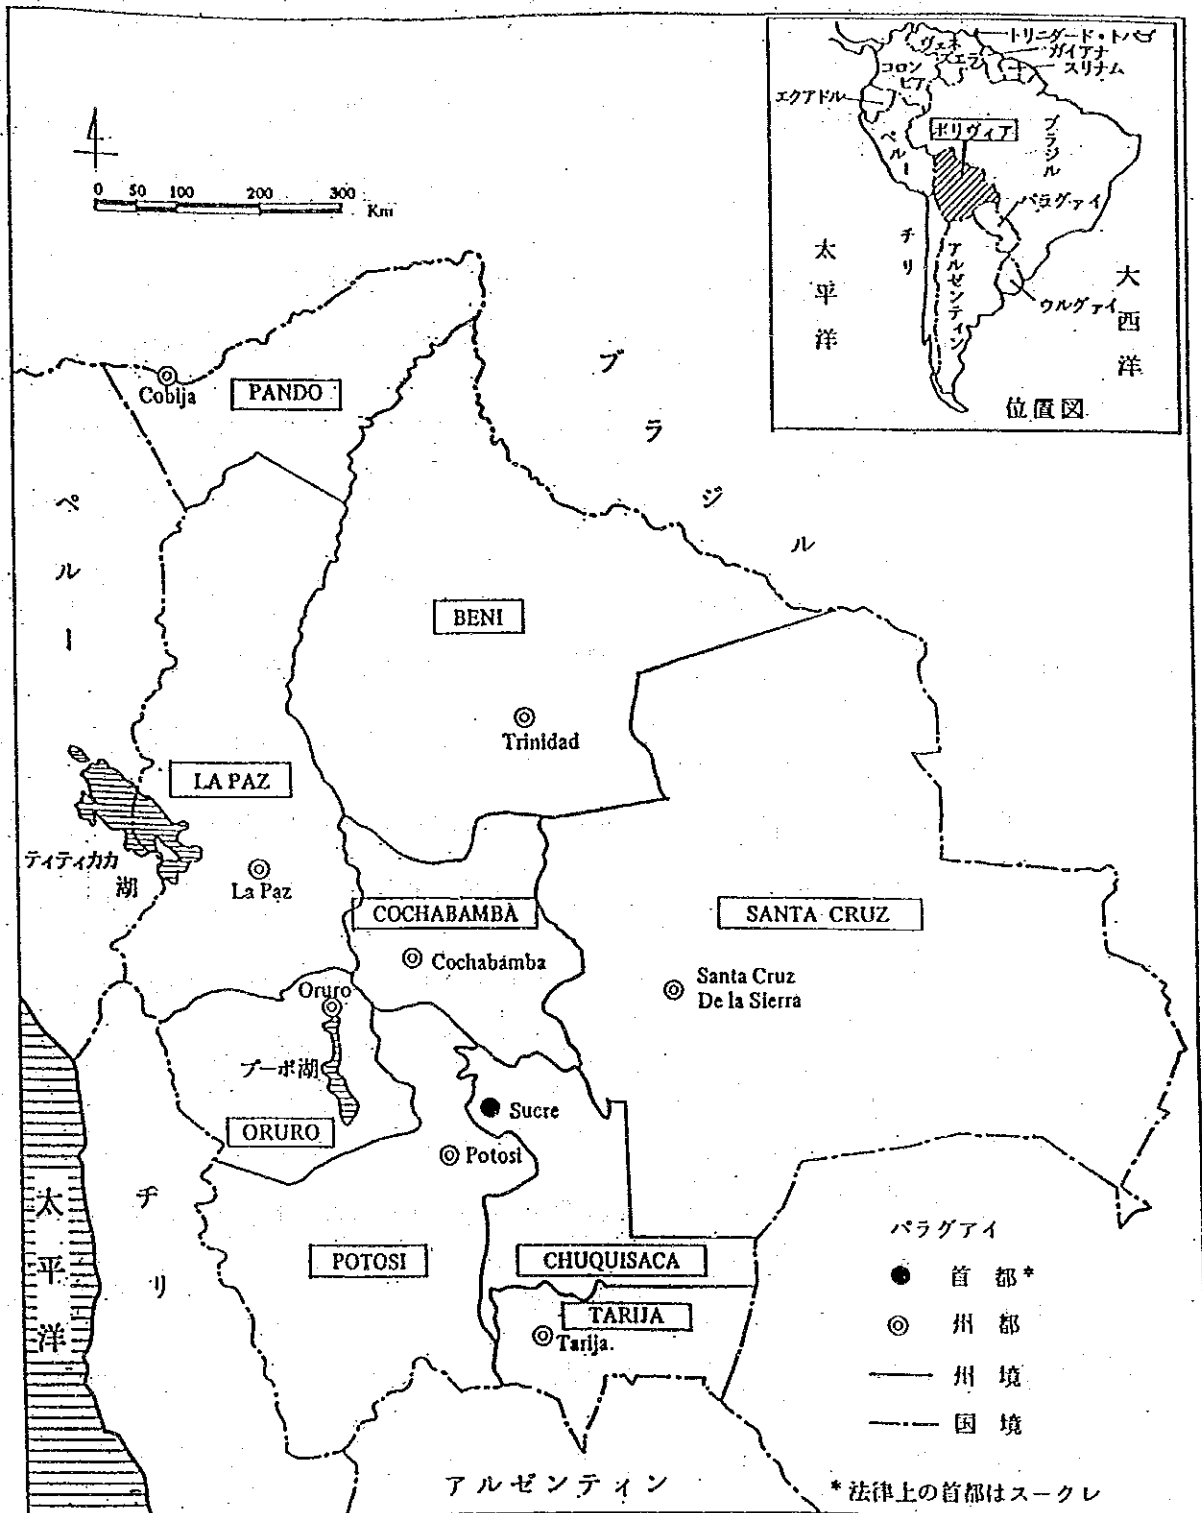 トリニダード・トバゴ
ヴェネ
ズエラ
ガイアナ
スリナム
コロン
ビア
エクアドル
ボリヴィア
ブラジル
ペルー
パラグァイ
チリ
アルゼンティン
ウルグァイ
太平洋
大西洋
位置図
0 50 100 200 300
Km
ブラジル
Cobija
PANDO
ペルー
BENI
Trinidad
LA PAZ
ティティカカ
湖
La Paz
COCHABAMBA
SANTA CRUZ
Cochabamba
Santa Cruz
De la Sierra
Oruro
プーポ湖
Sucre
ORURO
Potosi
太平洋
チリ
パラグアイ
POTOSI
CHUQUISACA
首都*
TARIJA
州都
Tarija.
州境
国境
アルゼンティン
*法律上の首都はスークレ